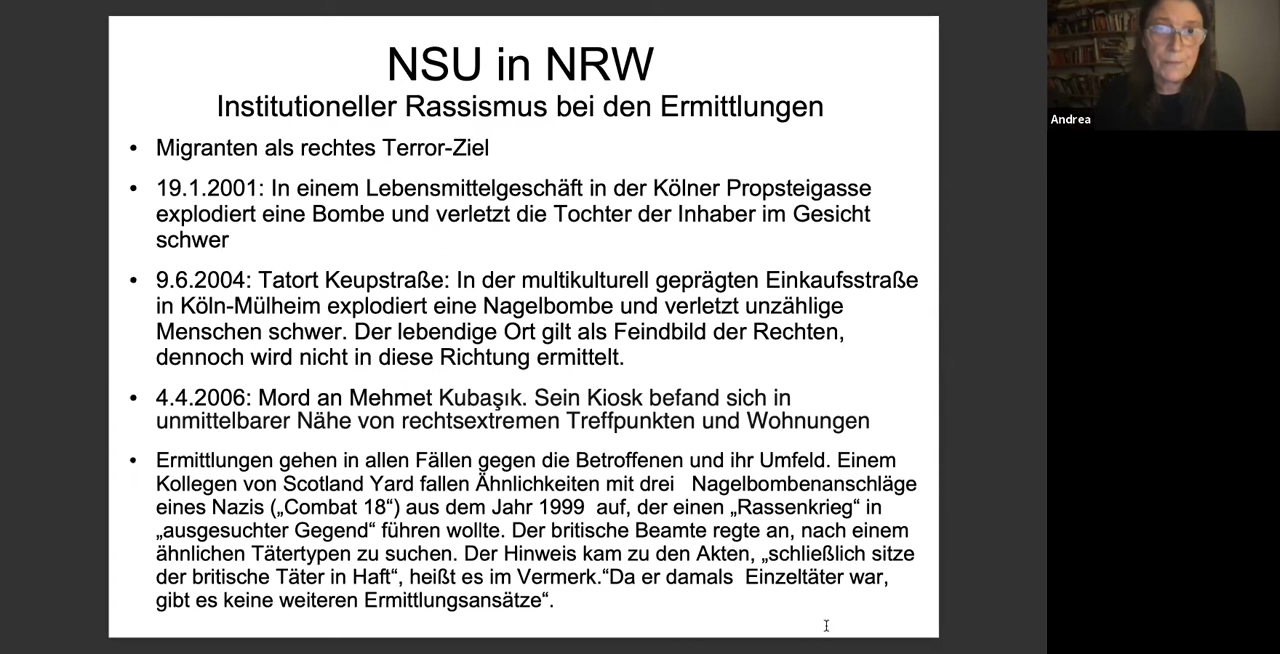 NSU in NRW
Institutioneller Rassismus bei den Ermittlungen
• Migranten als rechtes Terror-Ziel
• 19.1.2001: In einem Lebensmittelgeschäft in der Kölner Propsteigasse
explodiert eine Bombe und verletzt die Tochter der Inhaber im Gesicht
schwer
• 9.6.2004: Tatort Keupstraße: In der multikulturell geprägten Einkaufsstraße
in Köln-Mülheim explodiert eine Nagelbombe und verletzt unzählige
Menschen schwer. Der lebendige Ort gilt als Feindbild der Rechten,
dennoch wird nicht in diese Richtung ermittelt.
• 4.4.2006: Mord an Mehmet Kubaşık. Sein Kiosk befand sich in
unmittelbarer Nähe von rechtsextremen Treffpunkten und Wohnungen
• Ermittlungen gehen in allen Fällen gegen die Betroffenen und ihr Umfeld. Einem
Kollegen von Scotland Yard fallen Ähnlichkeiten mit drei Nagelbombenanschläge
eines Nazis („Combat 18“) aus dem Jahr 1999 auf, der einen „Rassenkrieg“ in
„ausgesuchter Gegend“ führen wollte. Der britische Beamte regte an, nach einem
ähnlichen Tätertypen zu suchen. Der Hinweis kam zu den Akten, „schließlich sitze
der britische Täter in Haft“, heißt es im Vermerk.“Da er damals Einzeltäter war,
gibt es keine weiteren Ermittlungsansätze“.
Andrea